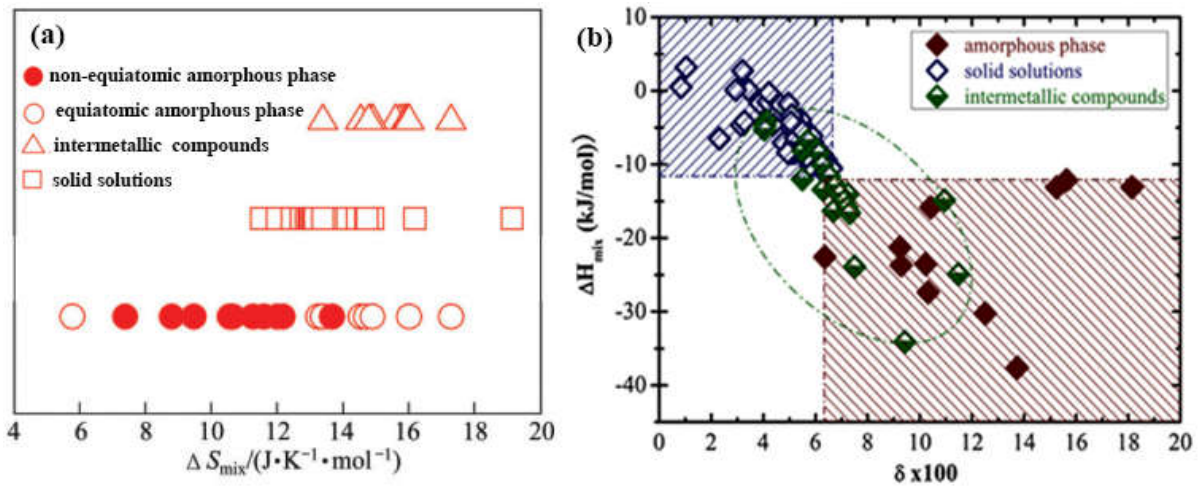 (a)
non-equiatomic amorphous phase
equiatomic amorphous phase
intermetallic compounds
solid solutions
4 6 8 10 12 14 16 18 20
Δ Smix/(J·K−1·mol−1)
(b)
amorphous phase
solid solutions
intermetallic compounds
ΔHmix (kJ/mol)
10
0
-10
-20
-30
-40
0 2 4 6 8 10 12 14 16 18 20
δ x100